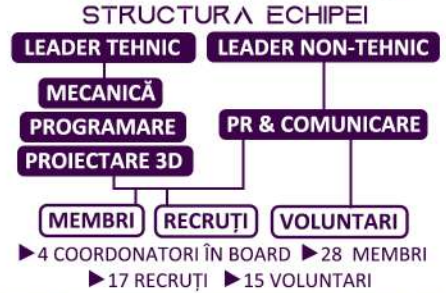 STRUCTURA ECHIPEI
LEADER TEHNIC
LEADER NON-TEHNIC
MECANICĂ
PROGRAMARE
PR & COMUNICARE
PROIECTARE 3D
MEMBRI
RECRUȚI
VOLUNTARI
▶4 COORDONATORI ÎN BOARD ▶28 MEMBRI
▶17 RECRUȚI ▶15 VOLUNTARI